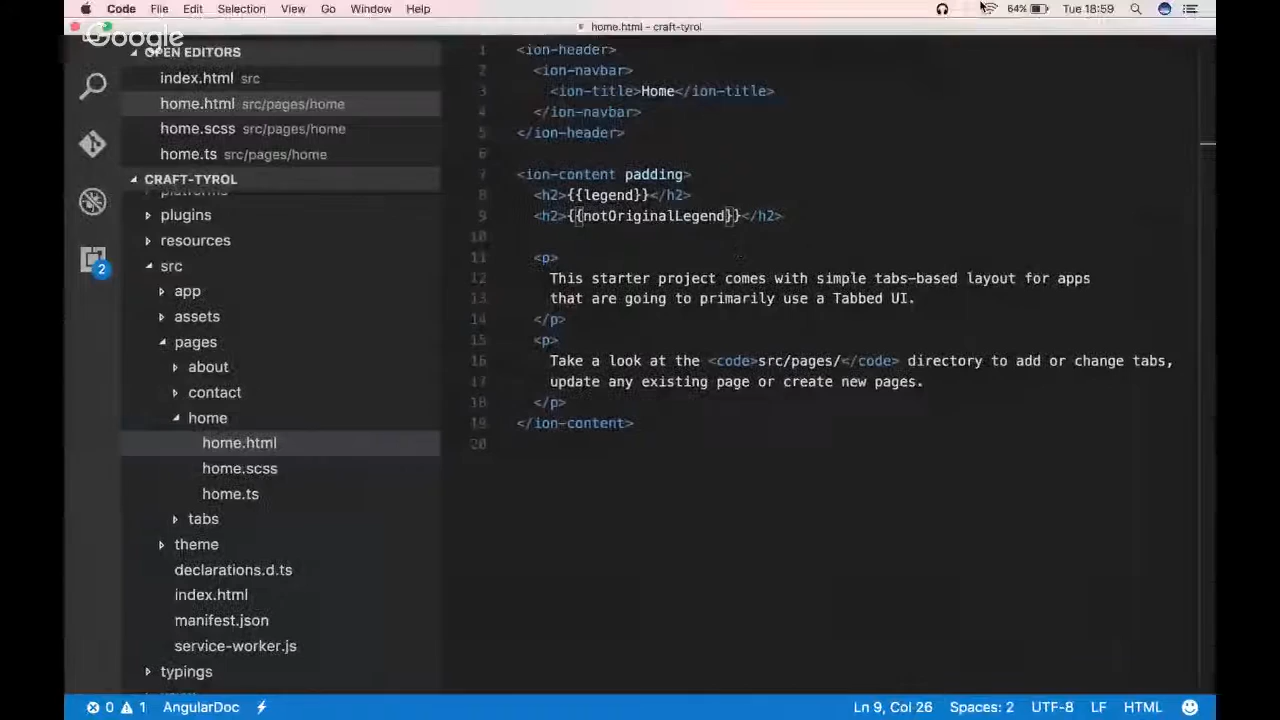 Code File Edit Selection View Go Window Help 64% Tue 18:59
home.html - craft-tyrol
Google
OPEN EDITORS
index.html src
home.html src/pages/home
home.scss src/pages/home
home.ts src/pages/home
CRAFT-TYROL
platforms
plugins
resources
src
app
assets
pages
about
contact
home
home.html
home.scss
home.ts
tabs
theme
declarations.d.ts
index.html
manifest.json
service-worker.js
typings
2
1 <ion-header>
2 <ion-navbar>
3 <ion-title>Home</ion-title>
4 </ion-navbar>
5 </ion-header>
6
7 <ion-content padding>
8 <h2>{{legend}}</h2>
9 <h2>{{notOriginalLegend}}</h2>
10
11 <p>
12 This starter project comes with simple tabs-based layout for apps
13 that are going to primarily use a Tabbed UI.
14 </p>
15 <p>
16 Take a look at the <code>src/pages/</code> directory to add or change tabs,
17 update any existing page or create new pages.
18 </p>
19 </ion-content>
20
0 1 AngularDoc Ln 9, Col 26 Spaces: 2 UTF-8 LF HTML